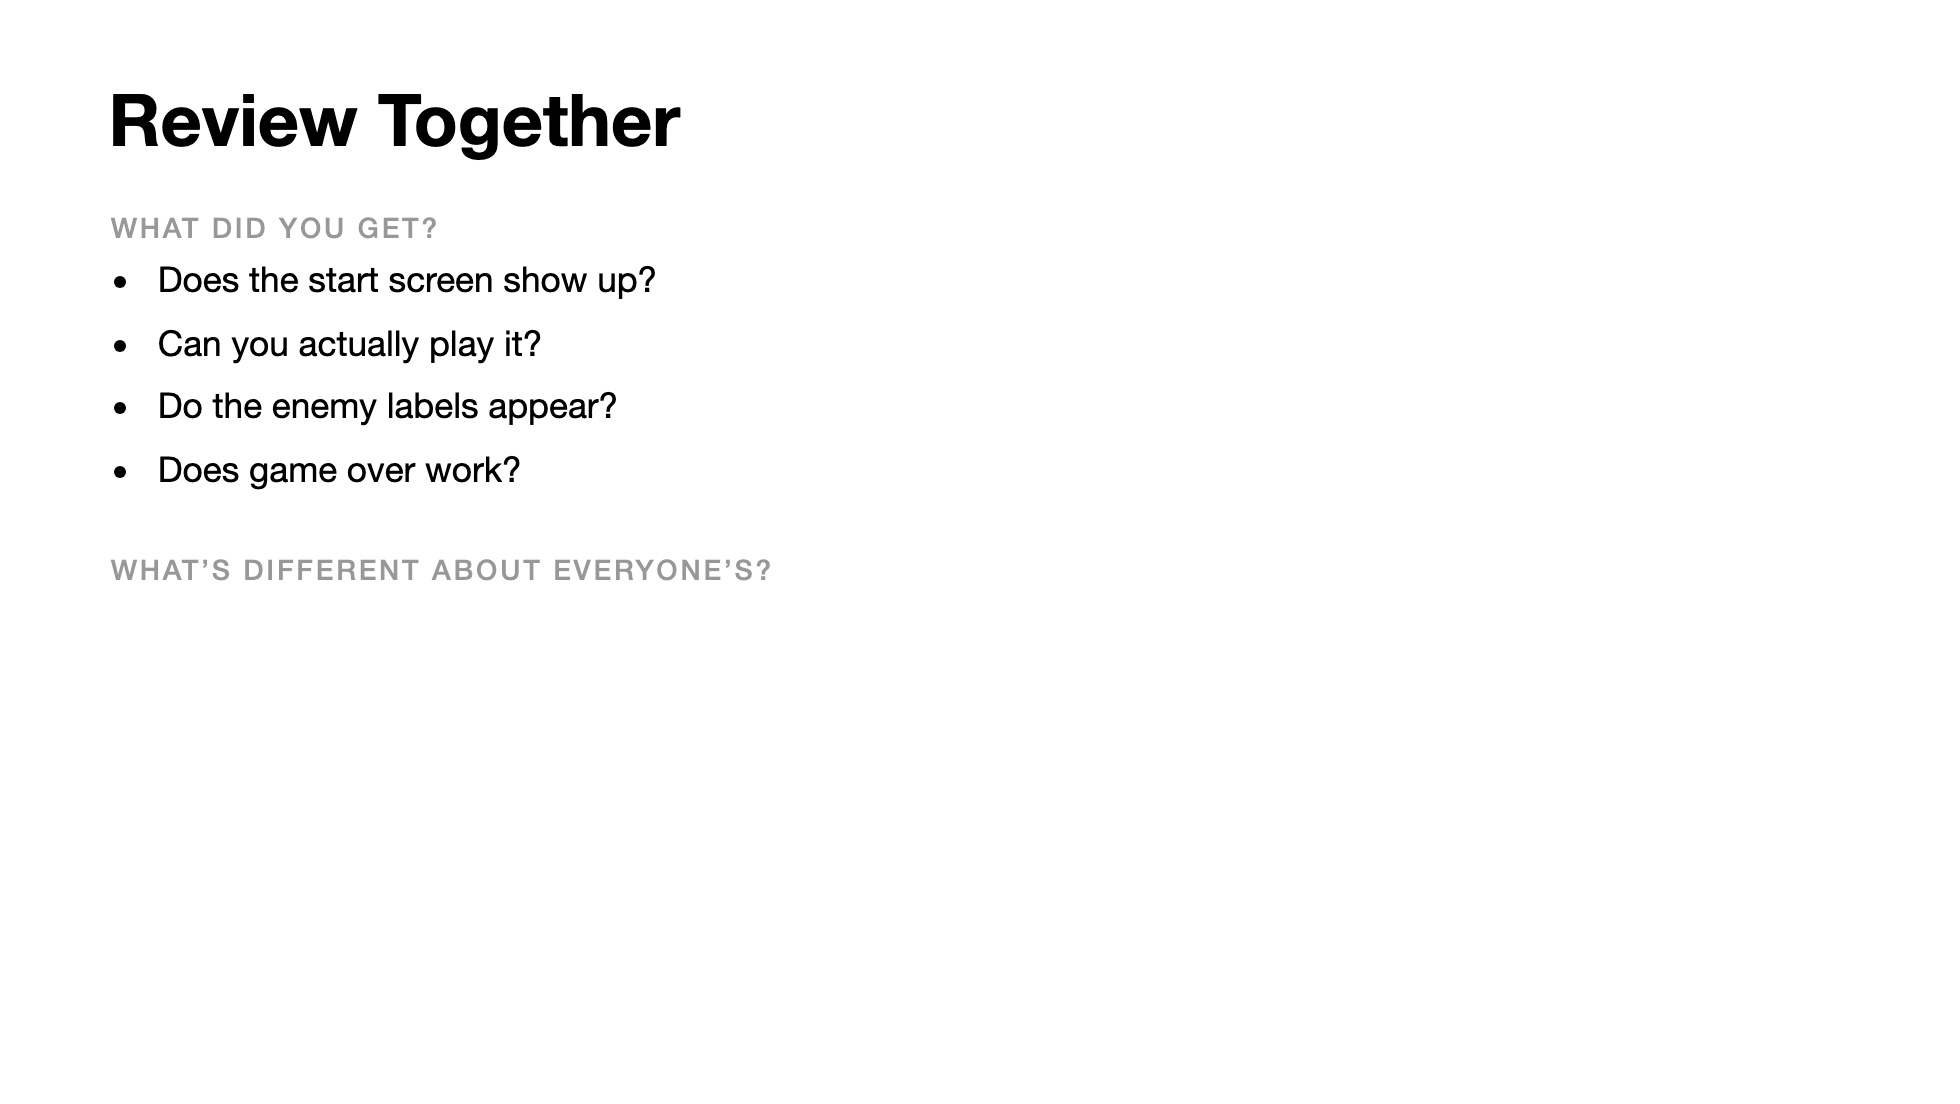 Review Together
WHAT DID YOU GET?
• Does the start screen show up?
• Can you actually play it?
• Do the enemy labels appear?
• Does game over work?
WHAT’S DIFFERENT ABOUT EVERYONE’S?